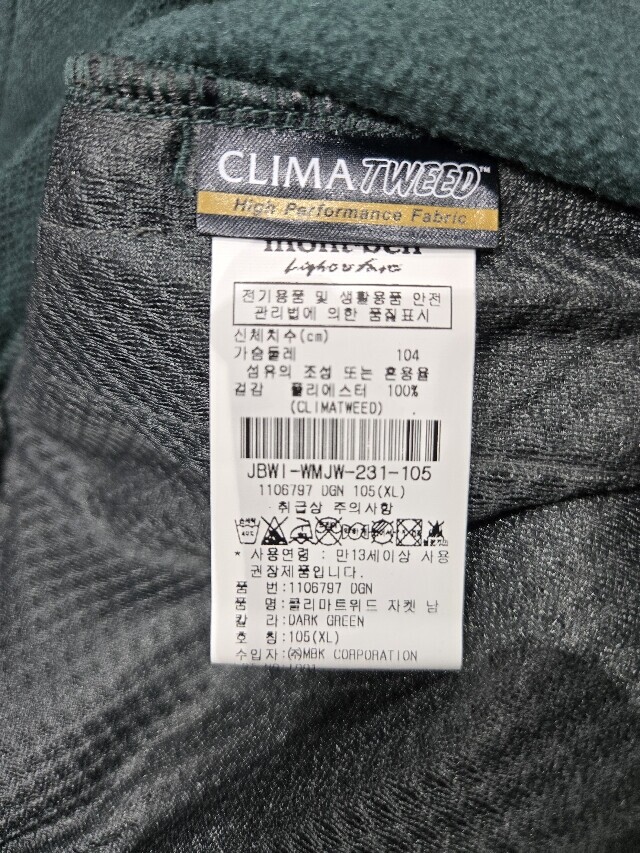 CLIMATWEED™
High Performance Fabric
mont-bell
Light & Fast
전기용품 및 생활용품 안전
관리법에 의한 품질표시
신체치수(cm)
가슴둘레 104
섬유의 조성 또는 혼용율
겉감 폴리에스터 100%
(CLIMATWEED)
JBWI-WMJW-231-105
1106797 DGN 105(XL)
취급상 주의사항
* 사용연령 : 만13세이상 사용
권장제품입니다.
품 번:1106797 DGN
품 명:클리마트위드 자켓 남
칼 라:DARK GREEN
호 칭:105(XL)
수입자:㈜MBK CORPORATION